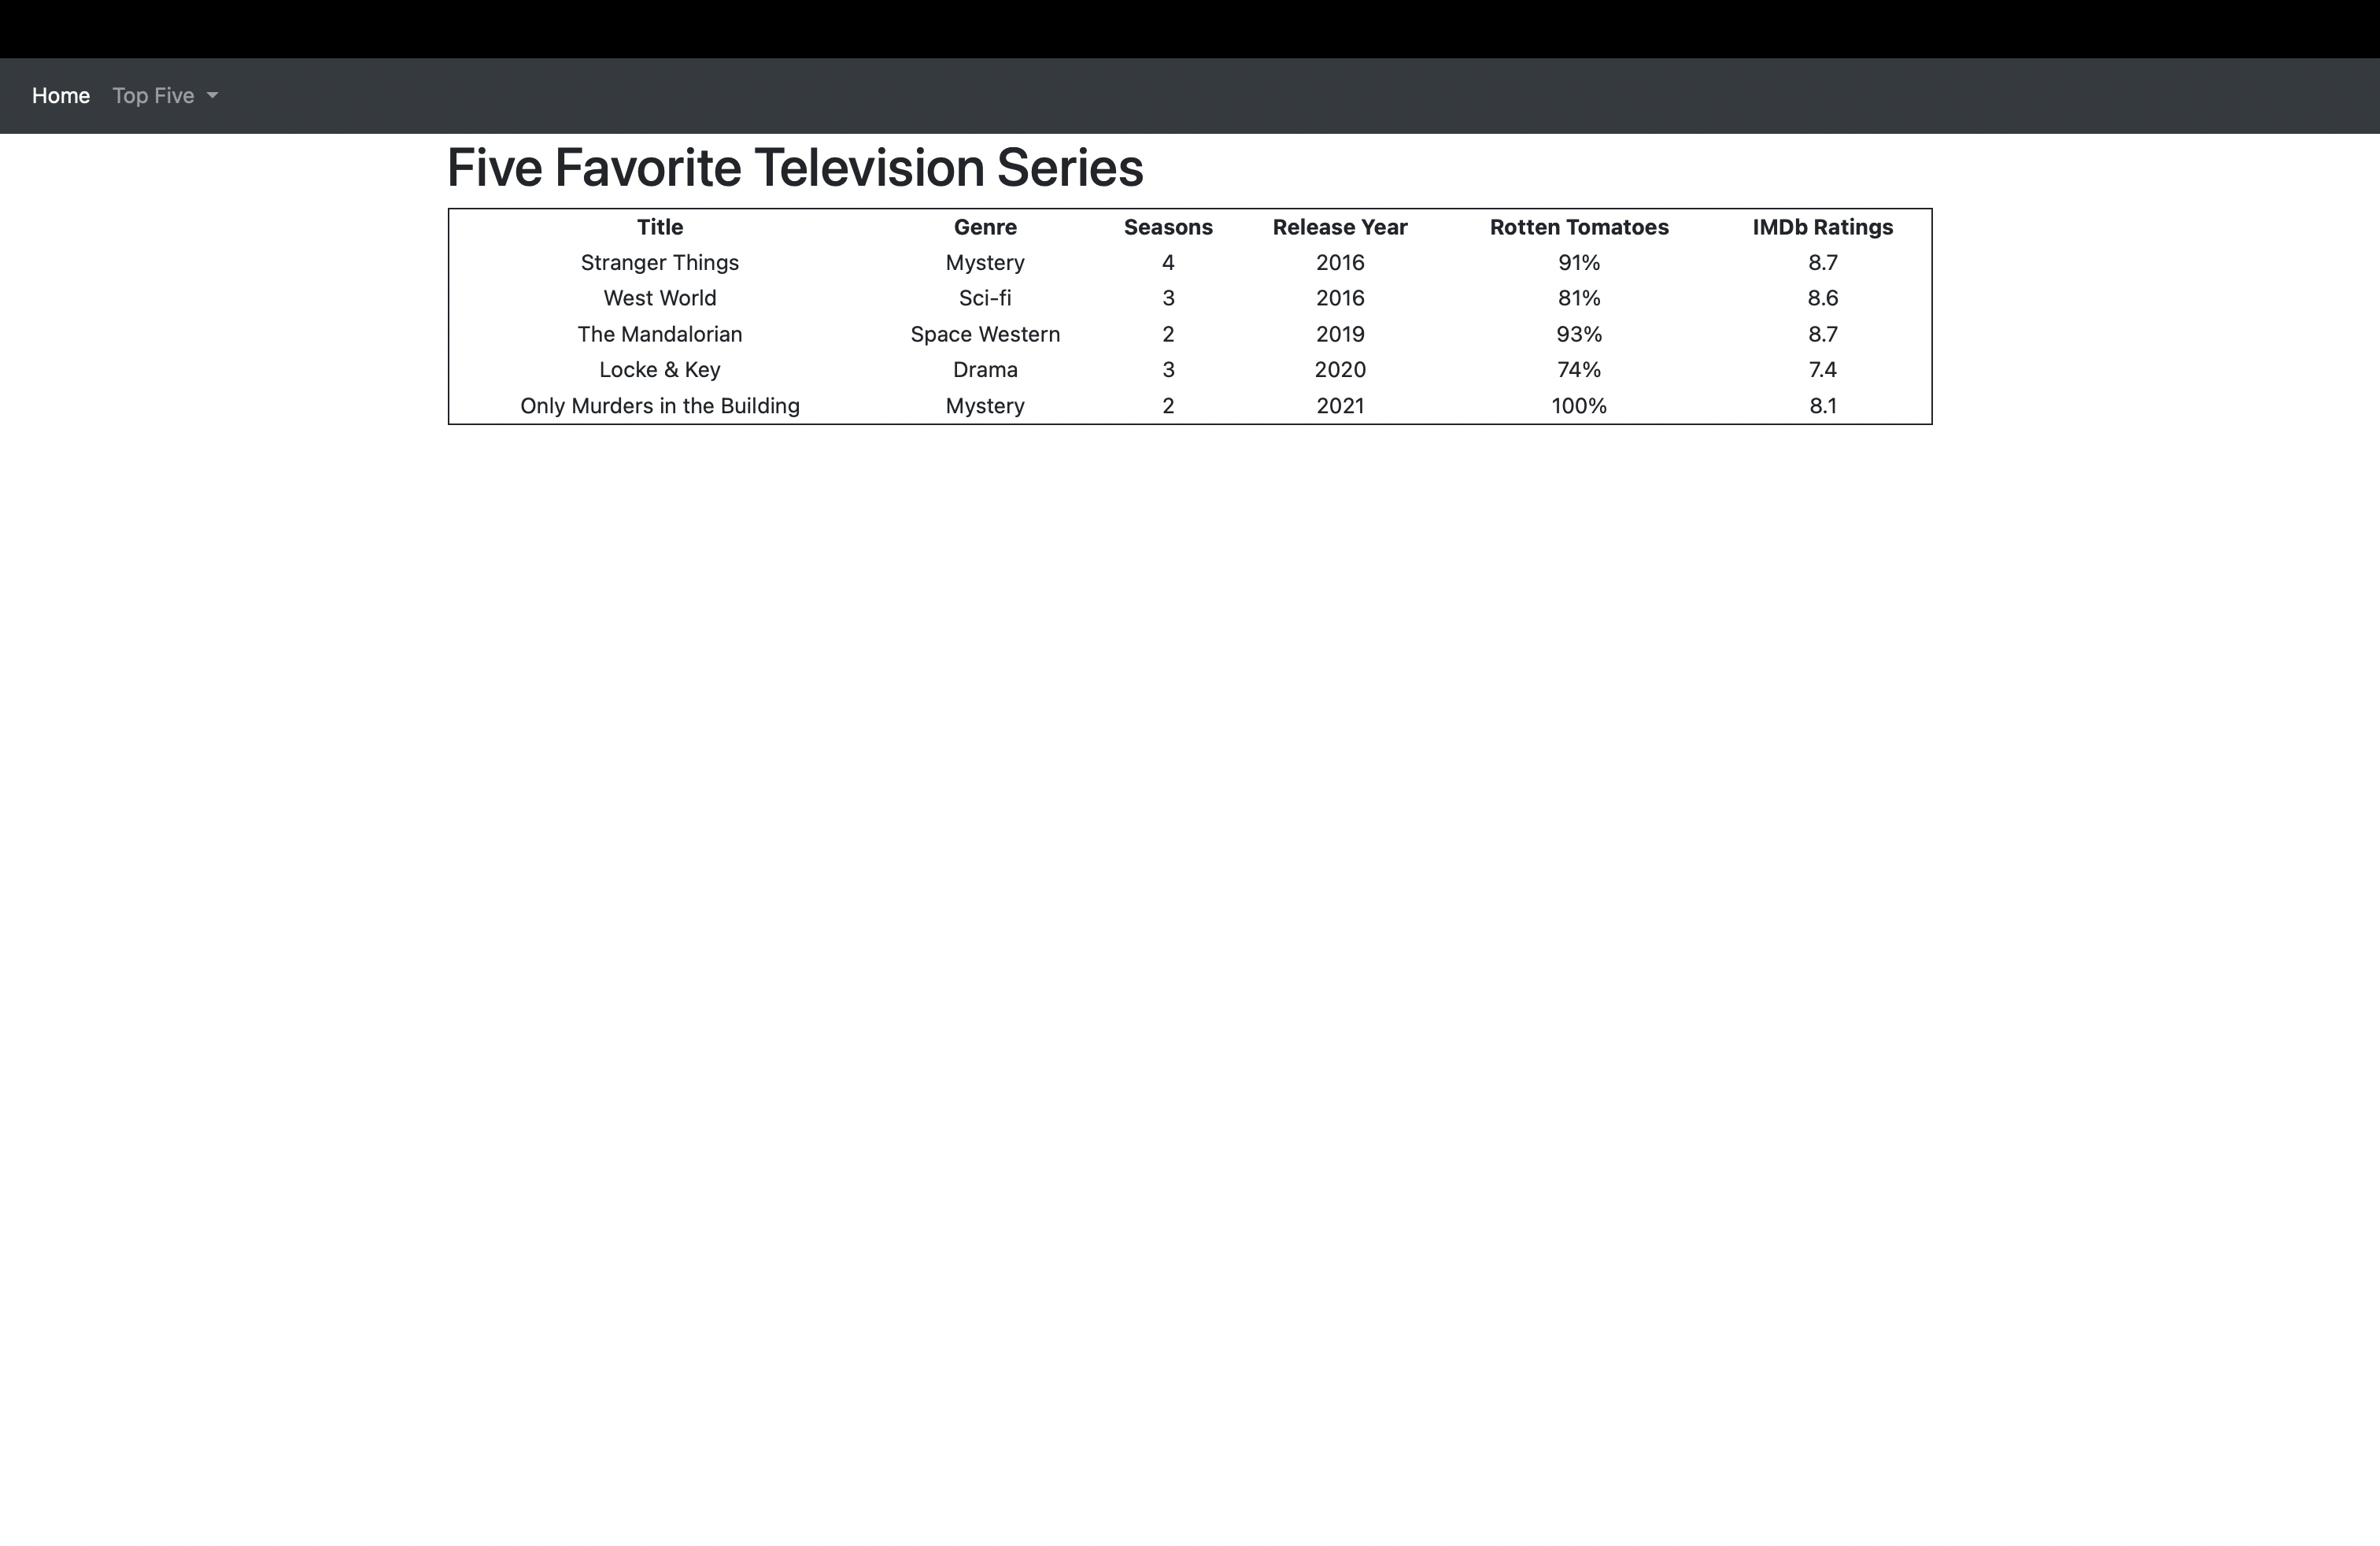 Home Top Five
Five Favorite Television Series
Title Genre Seasons Release Year Rotten Tomatoes IMDb Ratings
Stranger Things Mystery 4 2016 91% 8.7
West World Sci-fi 3 2016 81% 8.6
The Mandalorian Space Western 2 2019 93% 8.7
Locke & Key Drama 3 2020 74% 7.4
Only Murders in the Building Mystery 2 2021 100% 8.1